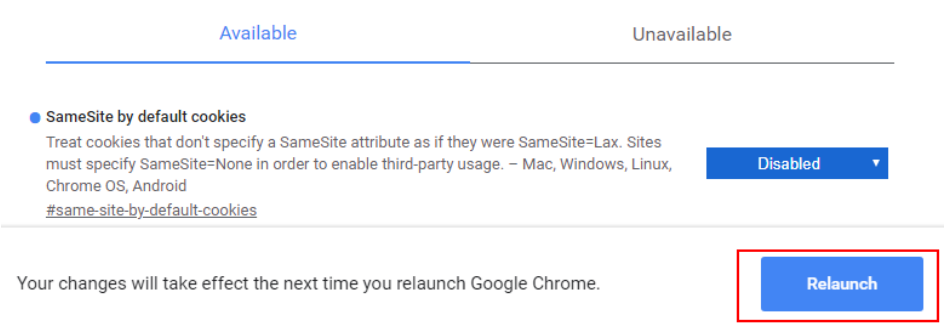 Available
Unavailable
SameSite by default cookies
Treat cookies that don't specify a SameSite attribute as if they were SameSite=Lax. Sites
must specify SameSite=None in order to enable third-party usage. – Mac, Windows, Linux,
Chrome OS, Android
#same-site-by-default-cookies
Disabled
Your changes will take effect the next time you relaunch Google Chrome.
Relaunch